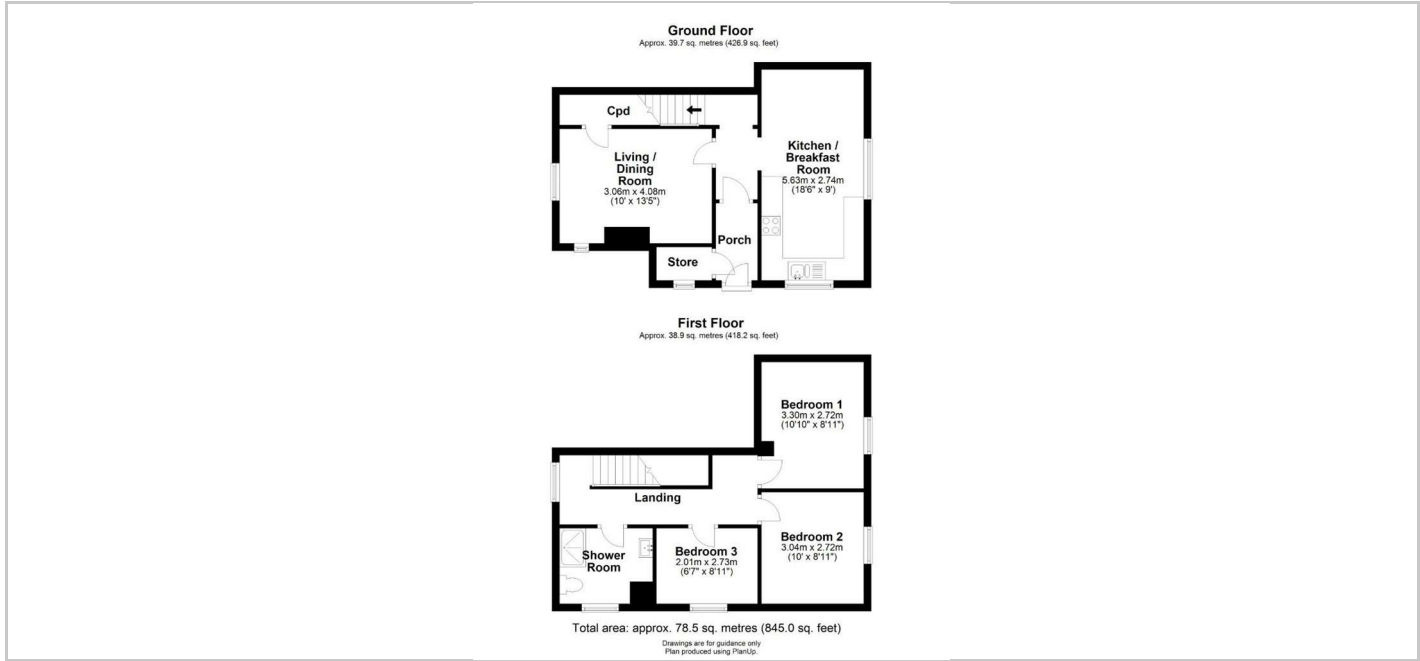 Ground Floor
Approx. 39.7 sq. metres (426.9 sq. feet)
Cpd
Living /
Dining
Room
3.06m x 4.08m
(10' x 13'5")
Kitchen /
Breakfast
Room
5.63m x 2.74m
(18'6" x 9')
Porch
Store
First Floor
Approx. 38.9 sq. metres (418.2 sq. feet)
Bedroom 1
3.30m x 2.72m
(10'10" x 8'11")
Landing
Bedroom 2
3.04m x 2.72m
(10' x 8'11")
Shower
Room
Bedroom 3
2.01m x 2.73m
(6'7" x 8'11")
Total area: approx. 78.5 sq. metres (845.0 sq. feet)
Drawings are for guidance only
Plan produced using PlanUp.